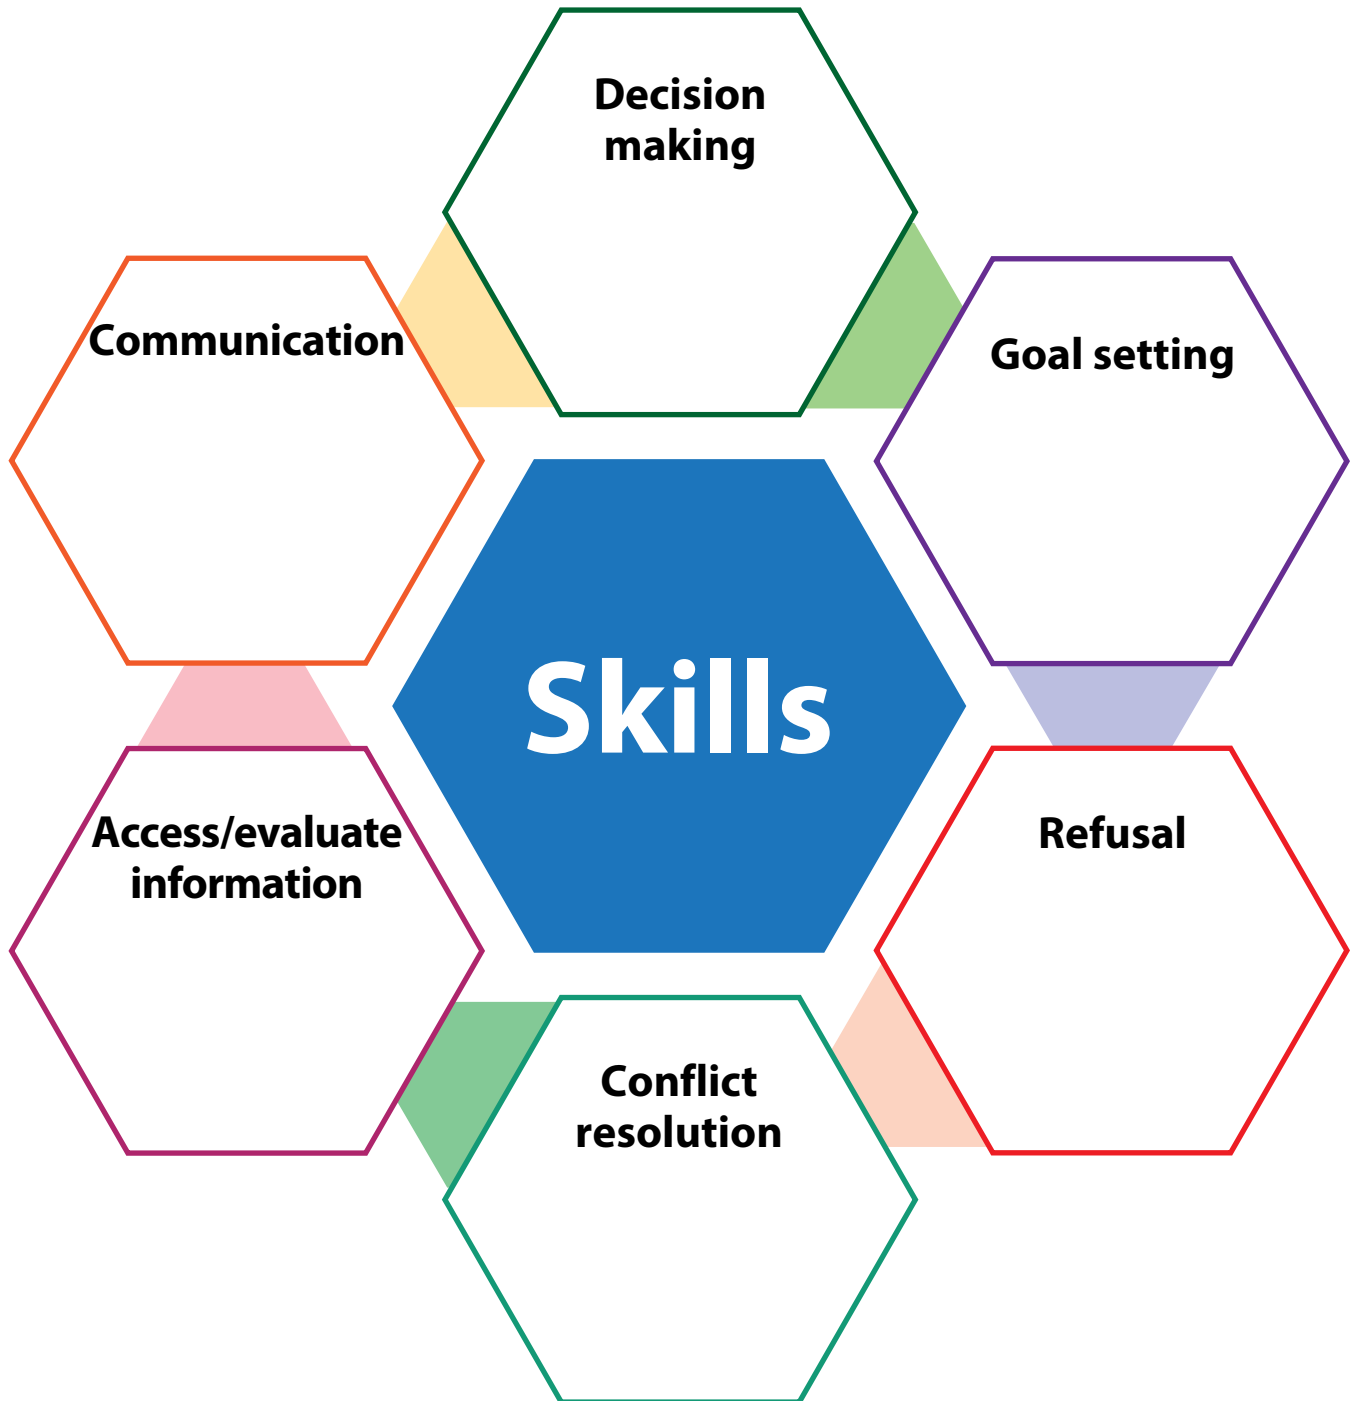 Decision
making
Communication
Goal setting
Skills
Access/evaluate
information
Refusal
Conflict
resolution